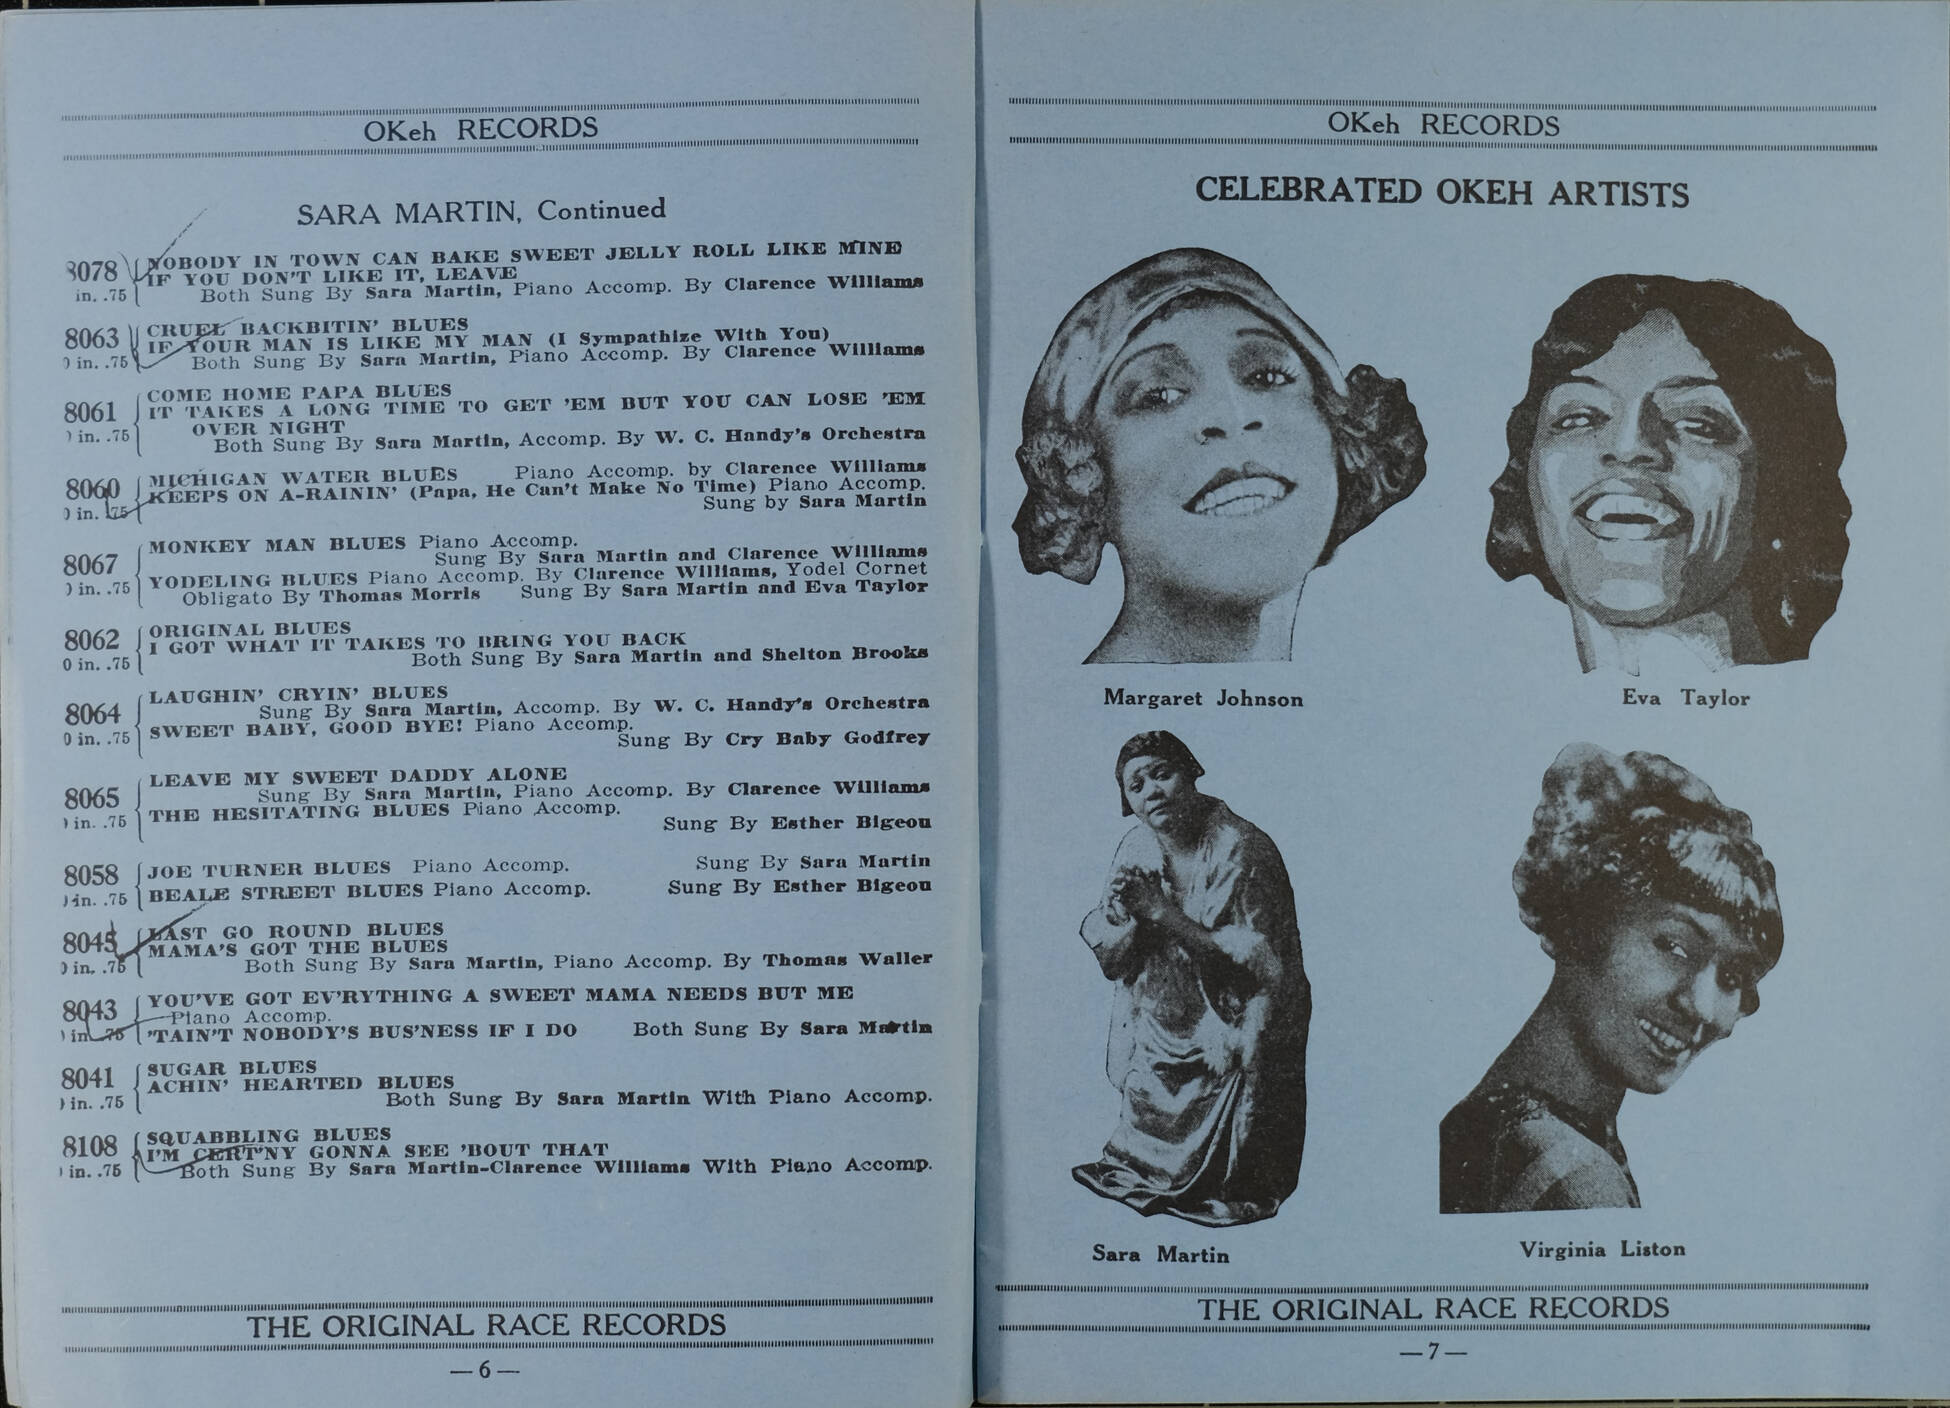 OKeh RECORDS
SARA MARTIN, Continued
8078 NOBODY IN TOWN CAN BAKE SWEET JELLY ROLL LIKE MINE
IF YOU DON'T LIKE IT, LEAVE
in. .75 Both Sung By Sara Martin, Piano Accomp. By Clarence Williams
8063 CRUEL BACKBITIN' BLUES
IF YOUR MAN IS LIKE MY MAN (I Sympathize With You)
in. .75 Both Sung By Sara Martin, Piano Accomp. By Clarence Williams
8061 COME HOME PAPA BLUES
IT TAKES A LONG TIME TO GET 'EM BUT YOU CAN LOSE 'EM
OVER NIGHT
in. .75 Both Sung By Sara Martin, Accomp. By W. C. Handy's Orchestra
8060 MICHIGAN WATER BLUES Piano Accomp. by Clarence Williams
KEEPS ON A-RAININ' (Papa, He Can't Make No Time) Piano Accomp.
in. .75 Sung by Sara Martin
8067 MONKEY MAN BLUES Piano Accomp.
Sung By Sara Martin and Clarence Williams
in. .75 YODELING BLUES Piano Accomp. By Clarence Williams, Yodel Cornet
Obligato By Thomas Morris Sung By Sara Martin and Eva Taylor
8062 ORIGINAL BLUES
I GOT WHAT IT TAKES TO BRING YOU BACK
0 in. .75 Both Sung By Sara Martin and Shelton Brooks
8064 LAUGHIN' CRYIN' BLUES
Sung By Sara Martin, Accomp. By W. C. Handy's Orchestra
0 in. .75 SWEET BABY, GOOD BYE! Piano Accomp.
Sung By Cry Baby Godfrey
8065 LEAVE MY SWEET DADDY ALONE
Sung By Sara Martin, Piano Accomp. By Clarence Williams
in. .75 THE HESITATING BLUES Piano Accomp.
Sung By Esther Bigeou
8058 JOE TURNER BLUES Piano Accomp. Sung By Sara Martin
in. .75 BEALE STREET BLUES Piano Accomp. Sung By Esther Bigeou
8045 LAST GO ROUND BLUES
MAMA'S GOT THE BLUES
in. .75 Both Sung By Sara Martin, Piano Accomp. By Thomas Waller
8043 YOU'VE GOT EV'RYTHING A SWEET MAMA NEEDS BUT ME
Piano Accomp.
in. .75 'TAIN'T NOBODY'S BUS'NESS IF I DO Both Sung By Sara Martin
8041 SUGAR BLUES
ACHIN' HEARTED BLUES
in. .75 Both Sung By Sara Martin With Piano Accomp.
8108 SQUABBLING BLUES
I'M CERT'NY GONNA SEE 'BOUT THAT
in. .75 Both Sung By Sara Martin-Clarence Williams With Piano Accomp.
THE ORIGINAL RACE RECORDS
—6—
OKeh RECORDS
CELEBRATED OKEH ARTISTS
Margaret Johnson
Eva Taylor
Sara Martin
Virginia Liston
THE ORIGINAL RACE RECORDS
—7—